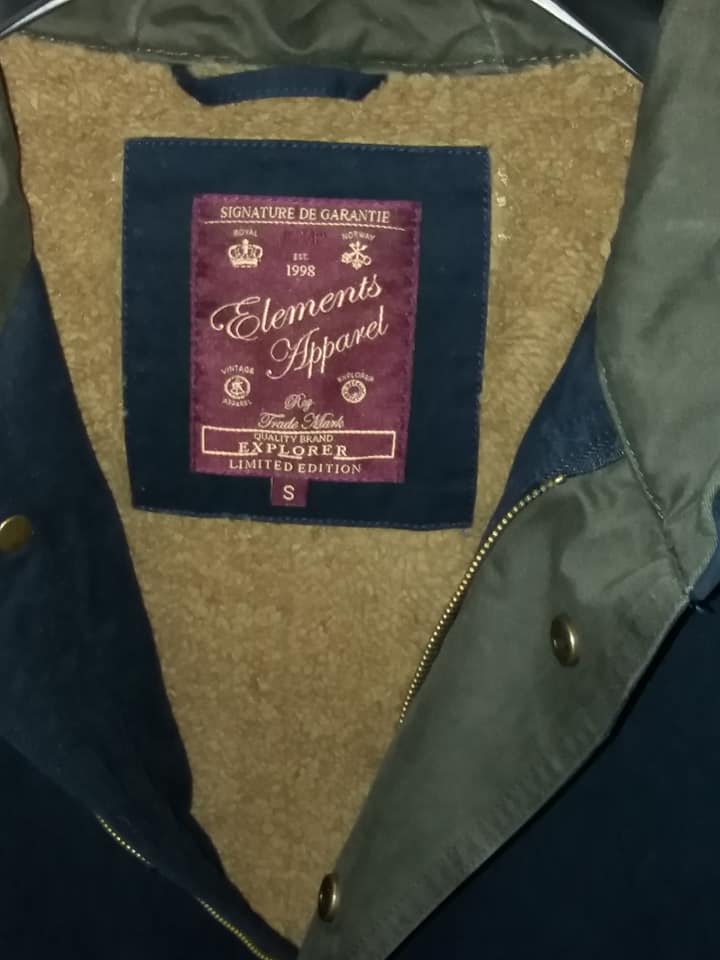 SIGNATURE DE GARANTIE
ROYAL
NORWAY
EST.
1998
Elements
Apparel
VINTAGE
APPAREL
EXPLORER
Reg
Trade Mark
QUALITY BRAND
EXPLORER
LIMITED EDITION
S